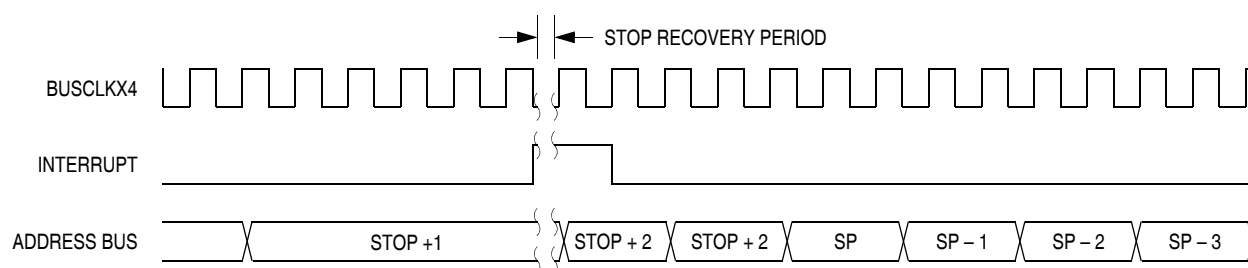 STOP RECOVERY PERIOD
BUSCLKX4
INTERRUPT
ADDRESS BUS STOP +1 STOP + 2 STOP + 2 SP SP – 1 SP – 2 SP – 3